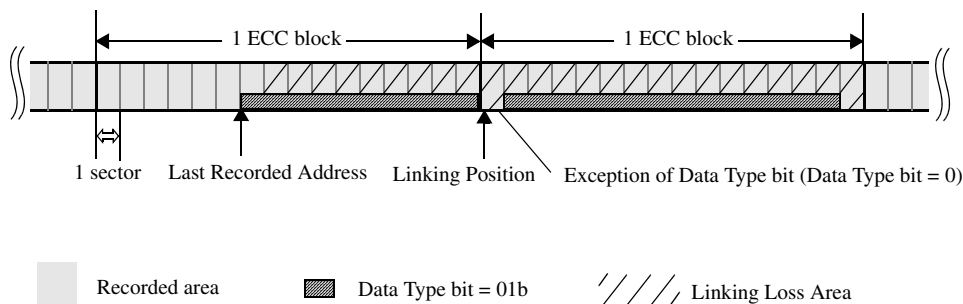 1 ECC block
1 ECC block
1 sector
Last Recorded Address
Linking Position
Exception of Data Type bit (Data Type bit = 0)
Recorded area
Data Type bit = 01b
Linking Loss Area